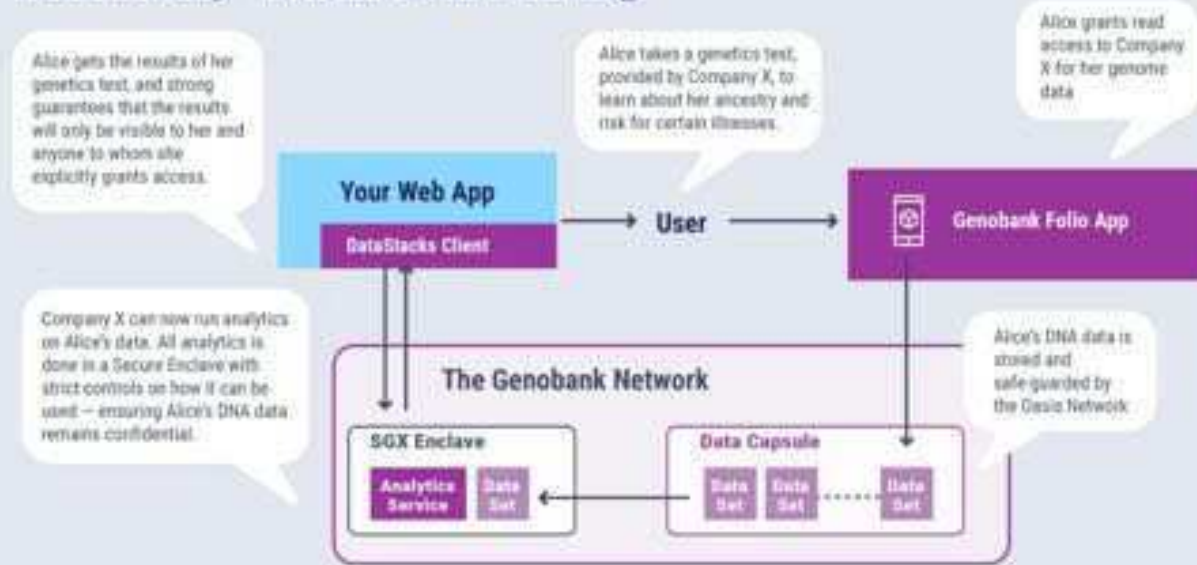 Alice gets the results of her
genetics test, and strong
guarantees that the results
will only be visible to her and
anyone to whom she
explicitly grants access.
Alice takes a genetics test,
provided by Company X, to
learn about her ancestry and
risk for certain illnesses.
Alice grants read
access to Company
X for her genome
data
Your Web App
DataStacks Client
User
Genobank Folio App
Company X can now run analytics
on Alice's data. All analytics is
done in a Secure Enclave with
strict controls on how it can be
used — ensuring Alice's DNA data
remains confidential.
Alice's DNA data is
stored and
safe guarded by
the Oasis Network
The Genobank Network
SGX Enclave
Analytics
Service
Data
Set
Data Capsule
Data
Set
Data
Set
Data
Set